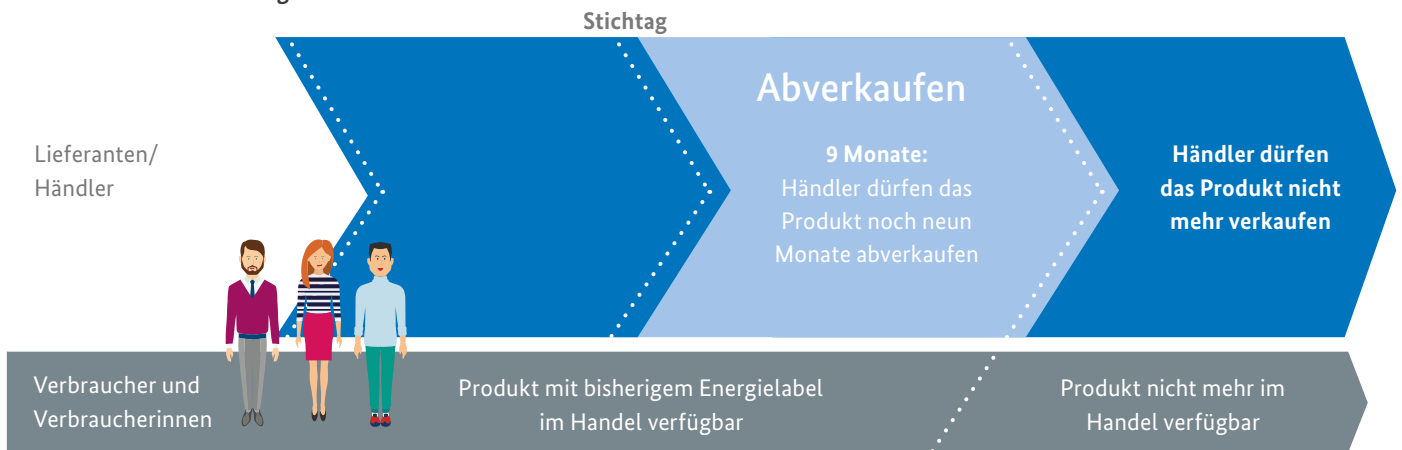 Stichtag
Abverkaufen
Lieferanten/
Händler
9 Monate:
Händler dürfen das
Produkt noch neun
Monate abverkaufen
Händler dürfen
das Produkt nicht
mehr verkaufen
Verbraucher und
Verbraucherinnen
Produkt mit bisherigem Energielabel
im Handel verfügbar
Produkt nicht mehr im
Handel verfügbar